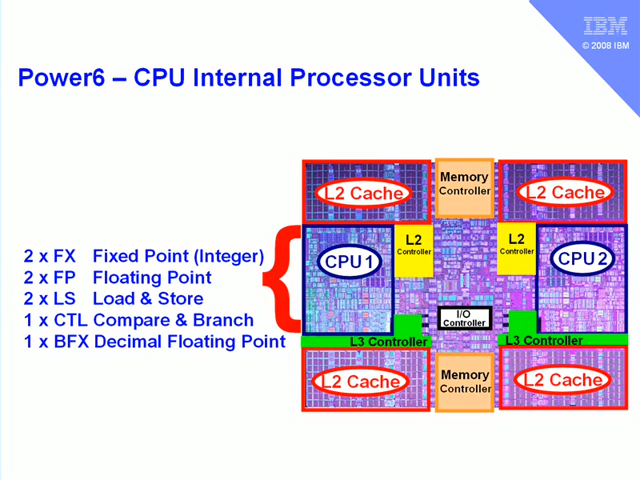 IBM
© 2008 IBM
Power6 – CPU Internal Processor Units
2 x FX Fixed Point (Integer)
2 x FP Floating Point
2 x LS Load & Store
1 x CTL Compare & Branch
1 x BFX Decimal Floating Point
L2 Cache
Memory
Controller
L2 Cache
CPU 1
L2
Controller
L2
Controller
CPU 2
I/O
Controller
L3 Controller
L3 Controller
L2 Cache
Memory
Controller
L2 Cache